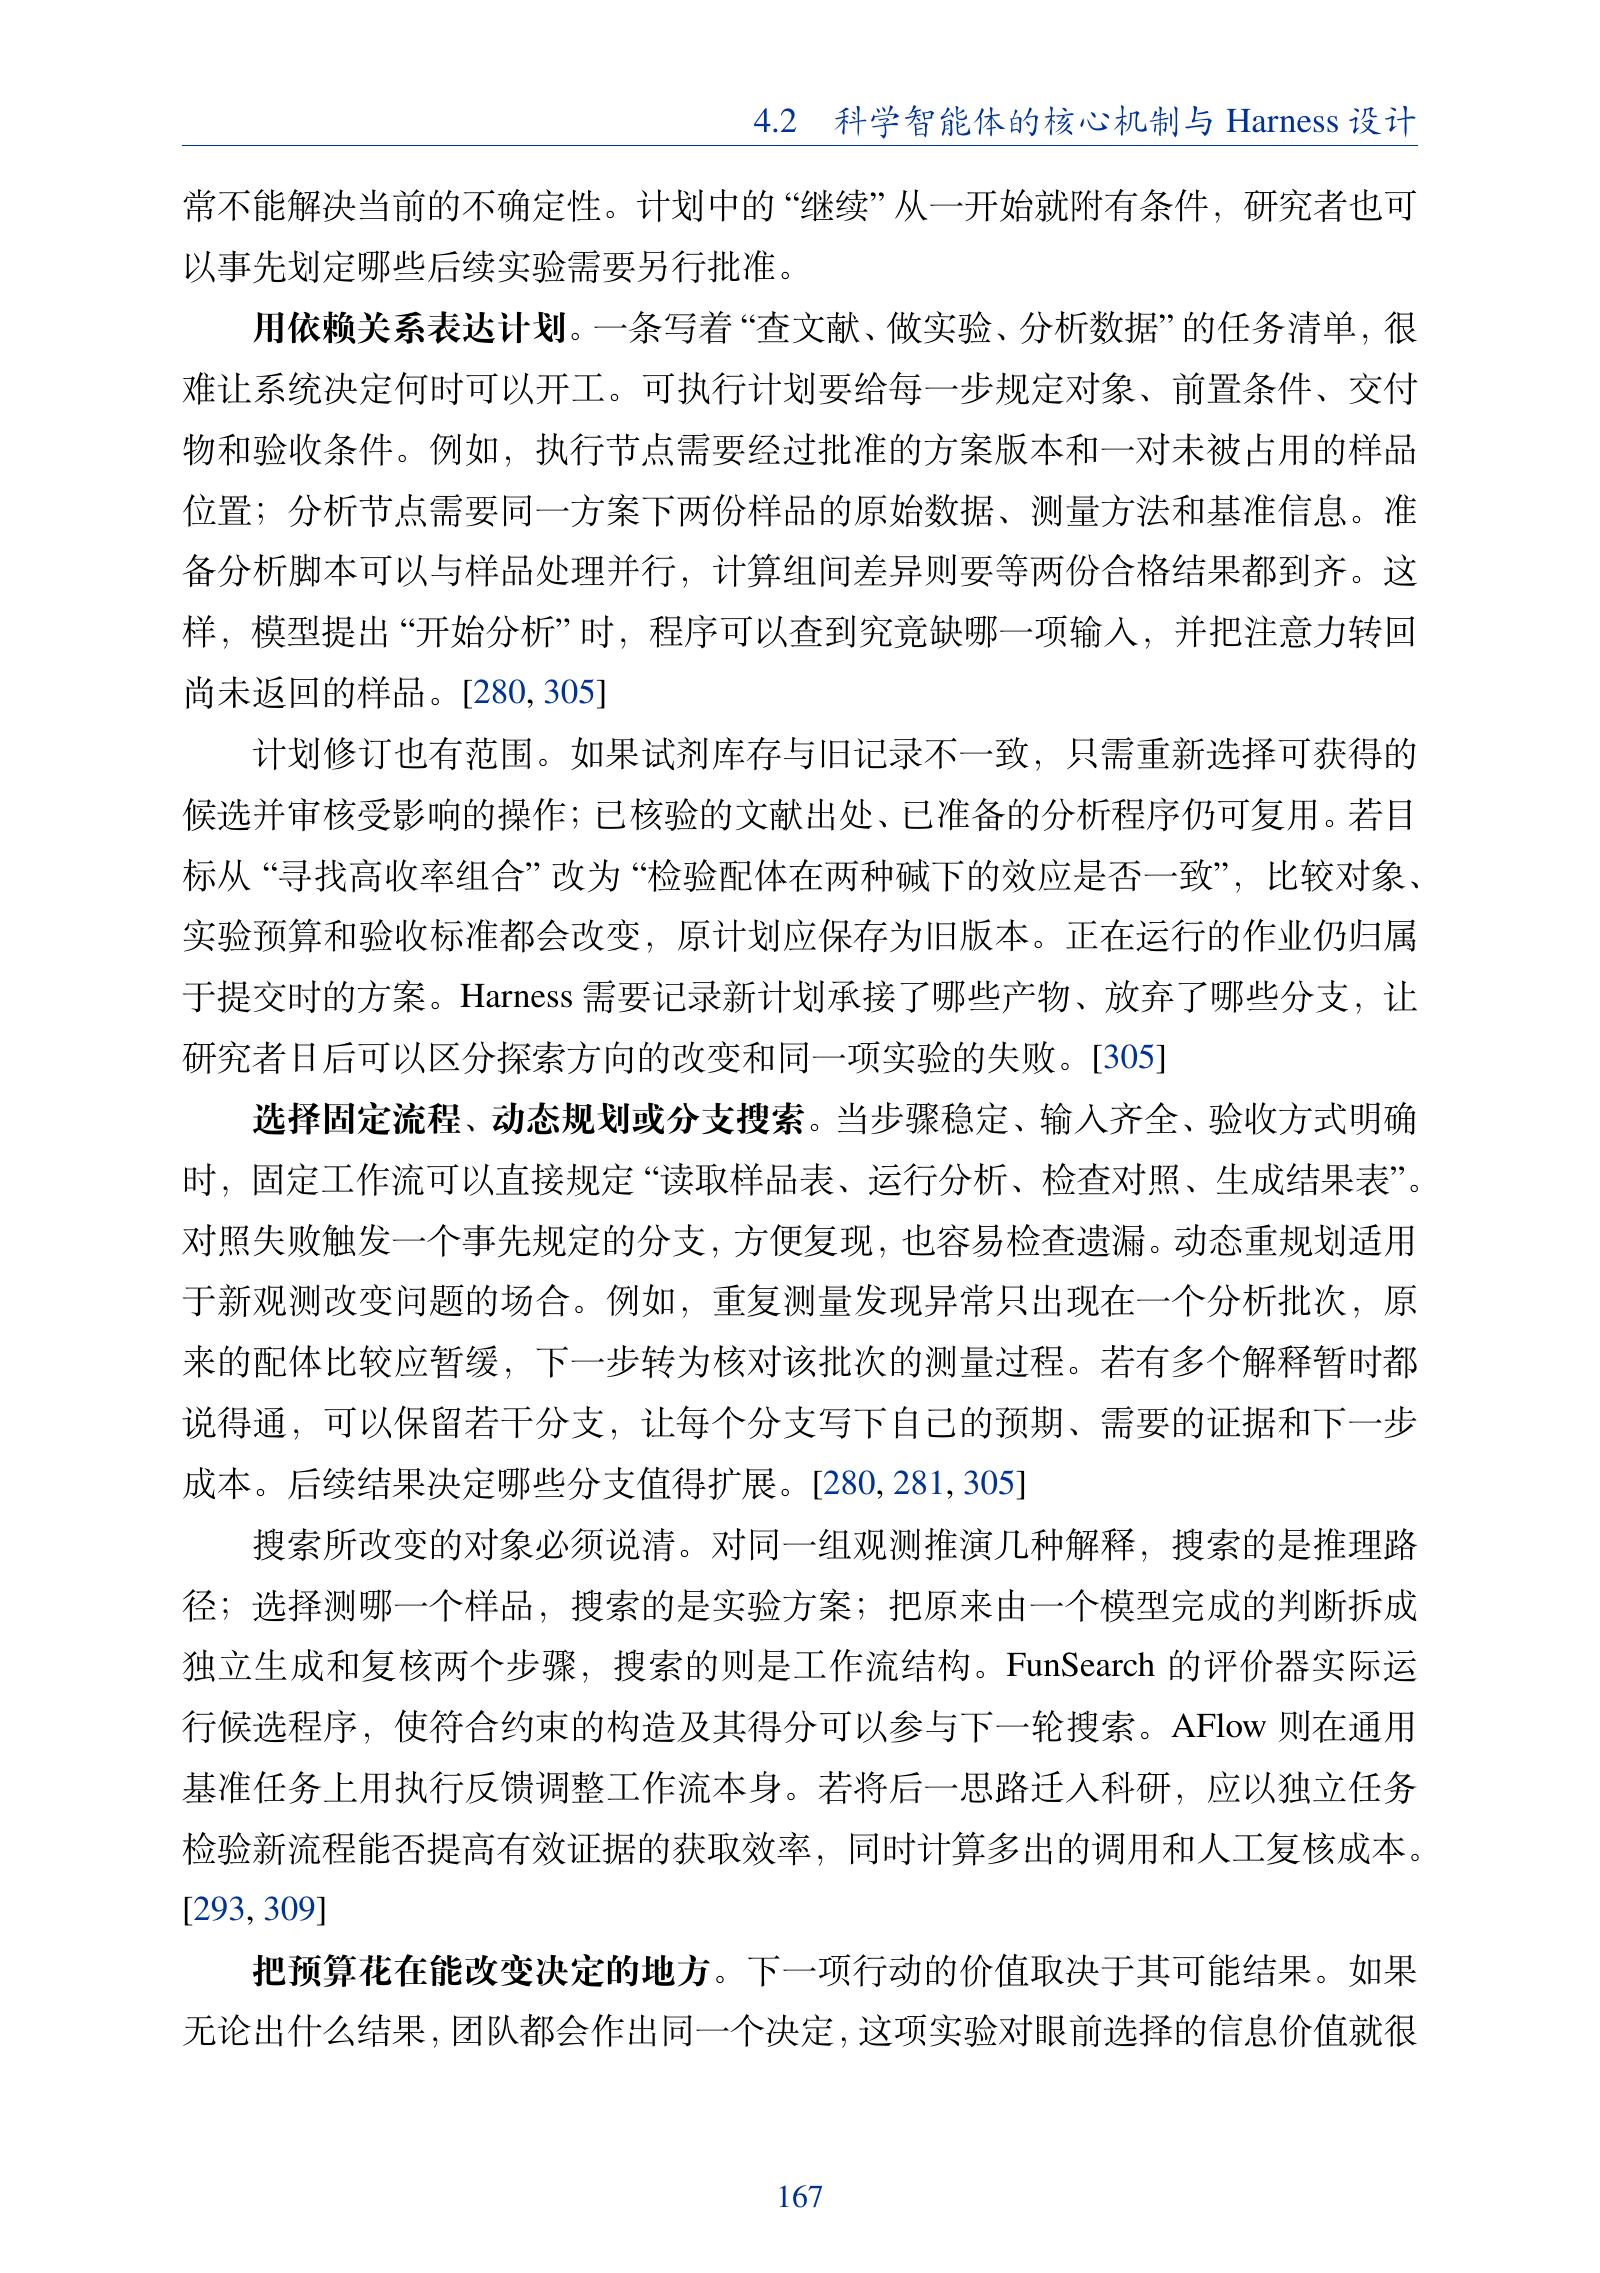 4.2 科学智能体的核心机制与 Harness 设计
常不能解决当前的不确定性。计划中的 “继续” 从一开始就附有条件，研究者也可
以事先划定哪些后续实验需要另行批准。
用依赖关系表达计划。一条写着 “查文献、做实验、分析数据” 的任务清单，很
难让系统决定何时可以开工。可执行计划要给每一步规定对象、前置条件、交付
物和验收条件。例如，执行节点需要经过批准的方案版本和一对未被占用的样品
位置；分析节点需要同一方案下两份样品的原始数据、测量方法和基准信息。准
备分析脚本可以与样品处理并行，计算组间差异则要等两份合格结果都到齐。这
样，模型提出 “开始分析” 时，程序可以查到究竟缺哪一项输入，并把注意力转回
尚未返回的样品。[280, 305]
计划修订也有范围。如果试剂库存与旧记录不一致，只需重新选择可获得的
候选并审核受影响的操作；已核验的文献出处、已准备的分析程序仍可复用。若目
标从 “寻找高收率组合” 改为 “检验配体在两种碱下的效应是否一致”，比较对象、
实验预算和验收标准都会改变，原计划应保存为旧版本。正在运行的作业仍归属
于提交时的方案。Harness 需要记录新计划承接了哪些产物、放弃了哪些分支，让
研究者日后可以区分探索方向的改变和同一项实验的失败。[305]
选择固定流程、动态规划或分支搜索。当步骤稳定、输入齐全、验收方式明确
时，固定工作流可以直接规定 “读取样品表、运行分析、检查对照、生成结果表”。
对照失败触发一个事先规定的分支，方便复现，也容易检查遗漏。动态重规划适用
于新观测改变问题的场合。例如，重复测量发现异常只出现在一个分析批次，原
来的配体比较应暂缓，下一步转为核对该批次的测量过程。若有多个解释暂时都
说得通，可以保留若干分支，让每个分支写下自己的预期、需要的证据和下一步
成本。后续结果决定哪些分支值得扩展。[280, 281, 305]
搜索所改变的对象必须说清。对同一组观测推演几种解释，搜索的是推理路
径；选择测哪一个样品，搜索的是实验方案；把原来由一个模型完成的判断拆成
独立生成和复核两个步骤，搜索的则是工作流结构。FunSearch 的评价器实际运
行候选程序，使符合约束的构造及其得分可以参与下一轮搜索。AFlow 则在通用
基准任务上用执行反馈调整工作流本身。若将后一思路迁入科研，应以独立任务
检验新流程能否提高有效证据的获取效率，同时计算多出的调用和人工复核成本。
[293, 309]
把预算花在能改变决定的地方。下一项行动的价值取决于其可能结果。如果
无论出什么结果，团队都会作出同一个决定，这项实验对眼前选择的信息价值就很
167